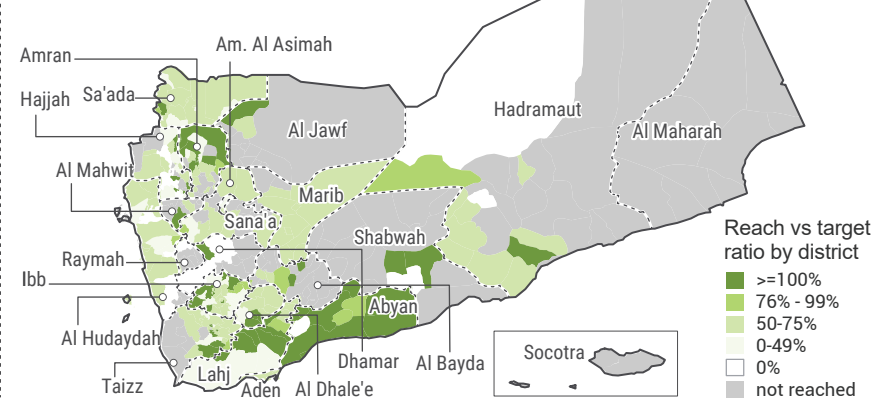 Am. Al Asimah
Amran
Hajjah
Sa'ada
Hadramaut
Al Jawf
Al Maharah
Al Mahwit
Marib
Sana'a
Shabwah
Reach vs target
ratio by district
>=100%
76% - 99%
50-75%
0-49%
0%
not reached
Raymah
Ibb
Abyan
Al Hudaydah
Socotra
Dhamar
Al Bayda
Taizz
Lahj
Aden
Al Dhale'e